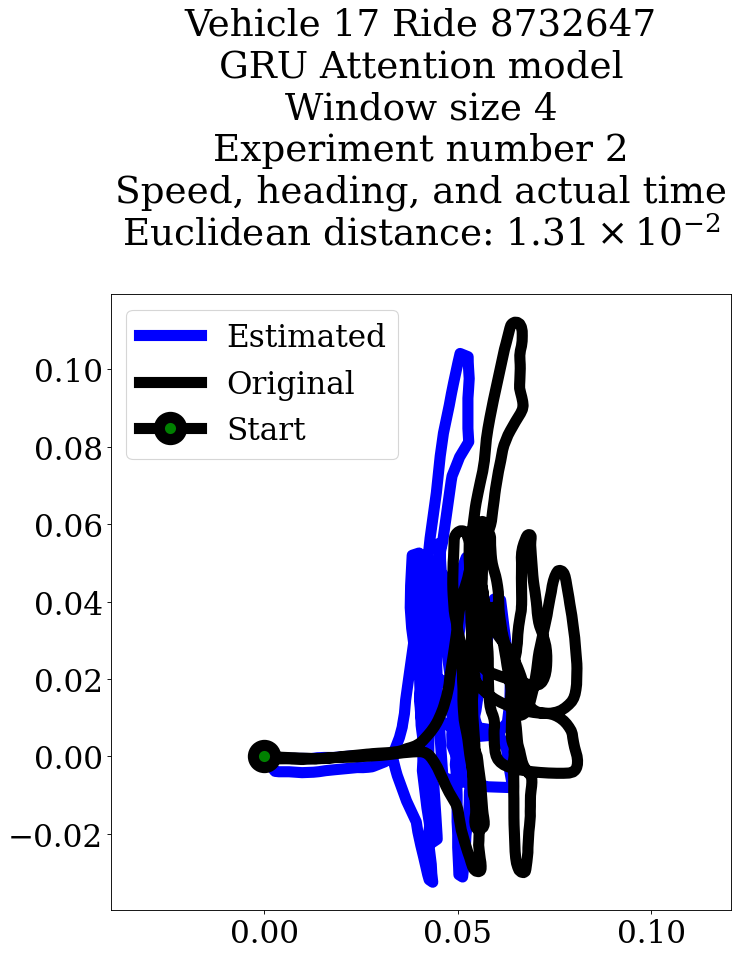 Vehicle 17 Ride 8732647
GRU Attention model
Window size 4
Experiment number 2
Speed, heading, and actual time
Euclidean distance: 1.31 × 10⁻²
Estimated
Original
Start
0.10
0.08
0.06
0.04
0.02
0.00
−0.02
0.00 0.05 0.10